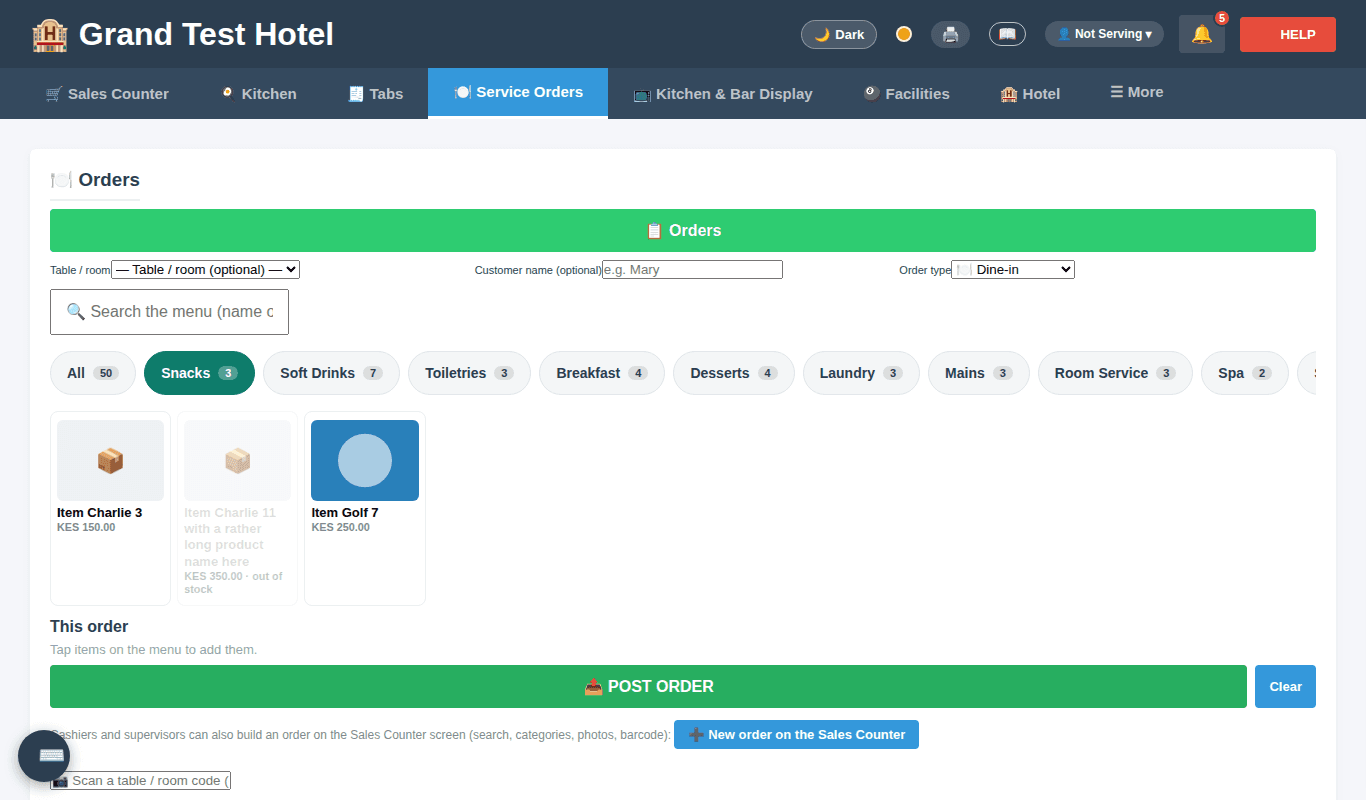 Grand Test Hotel
Dark
Not Serving ▾
5
HELP
Sales Counter
Kitchen
Tabs
Service Orders
Kitchen & Bar Display
Facilities
Hotel
☰ More
Orders
Orders
Table / room — Table / room (optional) —
Customer name (optional) e.g. Mary
Order type Dine-in
Search the menu (name o
All 50
Snacks 3
Soft Drinks 7
Toiletries 3
Breakfast 4
Desserts 4
Laundry 3
Mains 3
Room Service 3
Spa 2
Item Charlie 3
KES 150.00
Item Charlie 11
with a rather
long product
name here
KES 350.00 · out of
stock
Item Golf 7
KES 250.00
This order
Tap items on the menu to add them.
POST ORDER
Clear
Cashiers and supervisors can also build an order on the Sales Counter screen (search, categories, photos, barcode):
New order on the Sales Counter
Scan a table / room code (